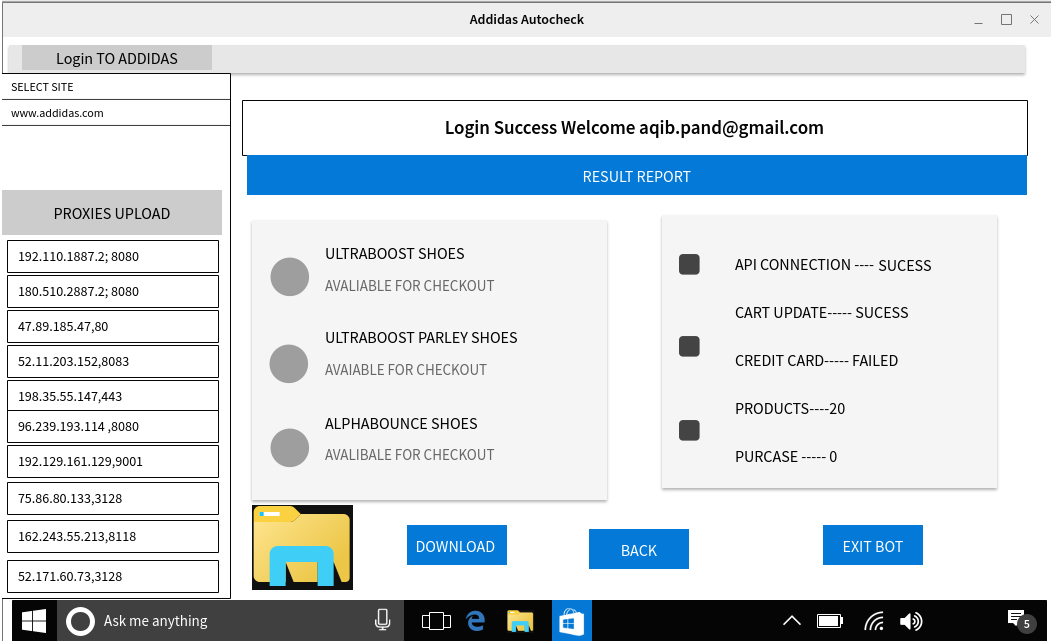 Addidas Autocheck
Login TO ADDIDAS
SELECT SITE
www.addidas.com
PROXIES UPLOAD
192.110.1887.2; 8080
180.510.2887.2; 8080
47.89.185.47,80
52.11.203.152,8083
198.35.55.147,443
96.239.193.114 ,8080
192.129.161.129,9001
75.86.80.133,3128
162.243.55.213,8118
52.171.60.73,3128
Login Success Welcome aqib.pand@gmail.com
RESULT REPORT
ULTRABOOST SHOES
AVALIABLE FOR CHECKOUT
ULTRABOOST PARLEY SHOES
AVAIABLE FOR CHECKOUT
ALPHABOUNCE SHOES
AVALIBALE FOR CHECKOUT
API CONNECTION ---- SUCESS
CART UPDATE----- SUCESS
CREDIT CARD----- FAILED
PRODUCTS----20
PURCASE ----- 0
DOWNLOAD
BACK
EXIT BOT
Ask me anything
5